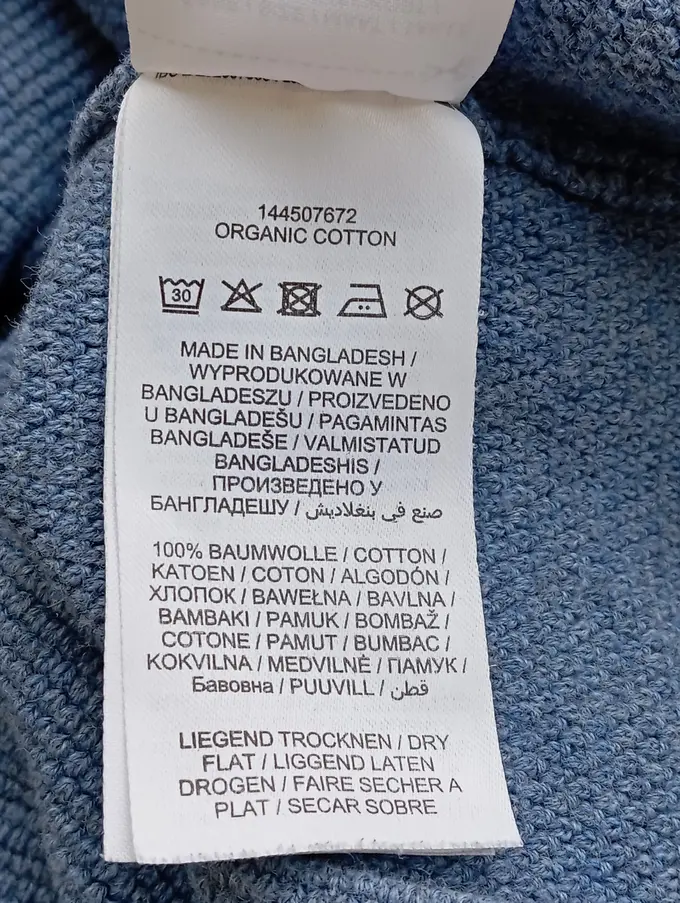 144507672
ORGANIC COTTON
30
MADE IN BANGLADESH /
WYPRODUKOWANE W
BANGLADESZU / PROIZVEDENO
U BANGLADEŠU / PAGAMINTAS
BANGLADEŠE / VALMISTATUD
BANGLADESHIS /
ПРОИЗВЕДЕНО У
БАНГЛАДЕШУ / صنع في بنغلاديش
100% BAUMWOLLE / COTTON /
KATOEN / COTON / ALGODÓN /
ХЛОПОК / BAWEŁNA / BAVLNA /
BAMBAKI / PAMUK / BOMBAŽ /
COTONE / PAMUT / BUMBAC /
KOKVILNA / MEDVILNĖ / ПАМУК /
Бавовна / PUUVILL / قطن
LIEGEND TROCKNEN / DRY
FLAT / LIGGEND LATEN
DROGEN / FAIRE SECHER A
PLAT / SECAR SOBRE